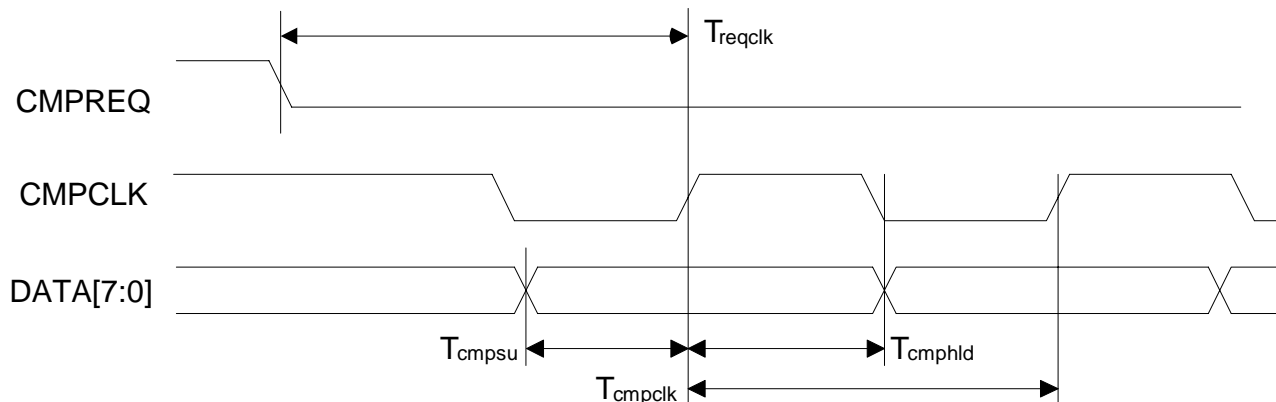 Treqclk
CMPREQ
CMPCLK
DATA[7:0]
Tcmpsu
Tcmphld
Tcmpclk